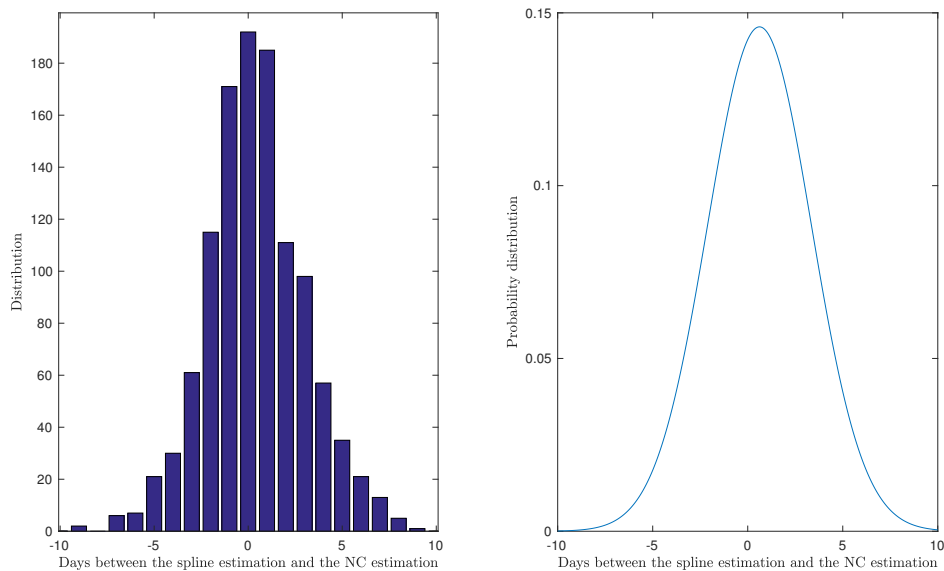 180
160
140
120
100
80
60
40
20
0
Distribution
-10 -5 0 5 10
Days between the spline estimation and the NC estimation
0.15
0.1
0.05
0
Probability distribution
-10 -5 0 5 10
Days between the spline estimation and the NC estimation